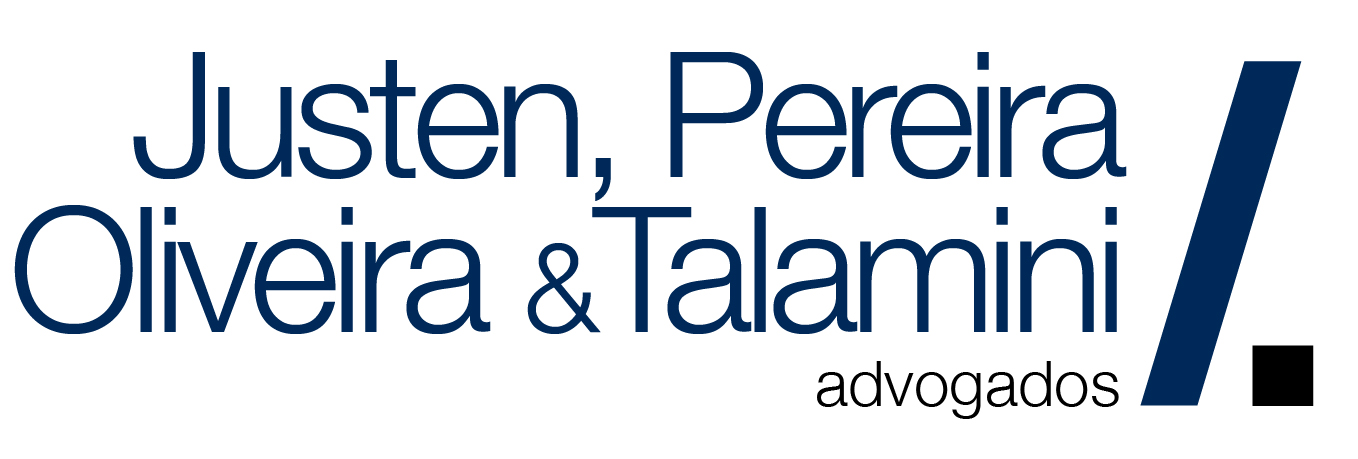 Justen, Pereira
Oliveira & Talamini
advogados